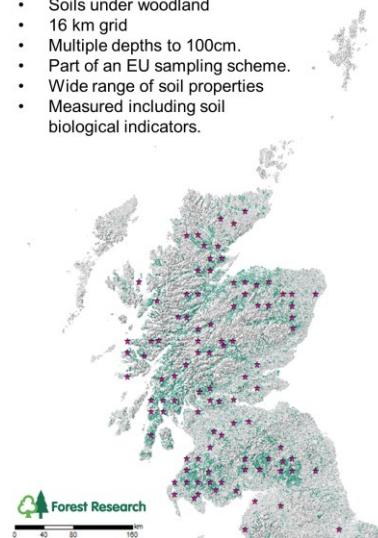 • Soils under woodland
• 16 km grid
• Multiple depths to 100cm.
• Part of an EU sampling scheme.
• Wide range of soil properties
• Measured including soil
biological indicators.
Forest Research
km
0 40 80 160